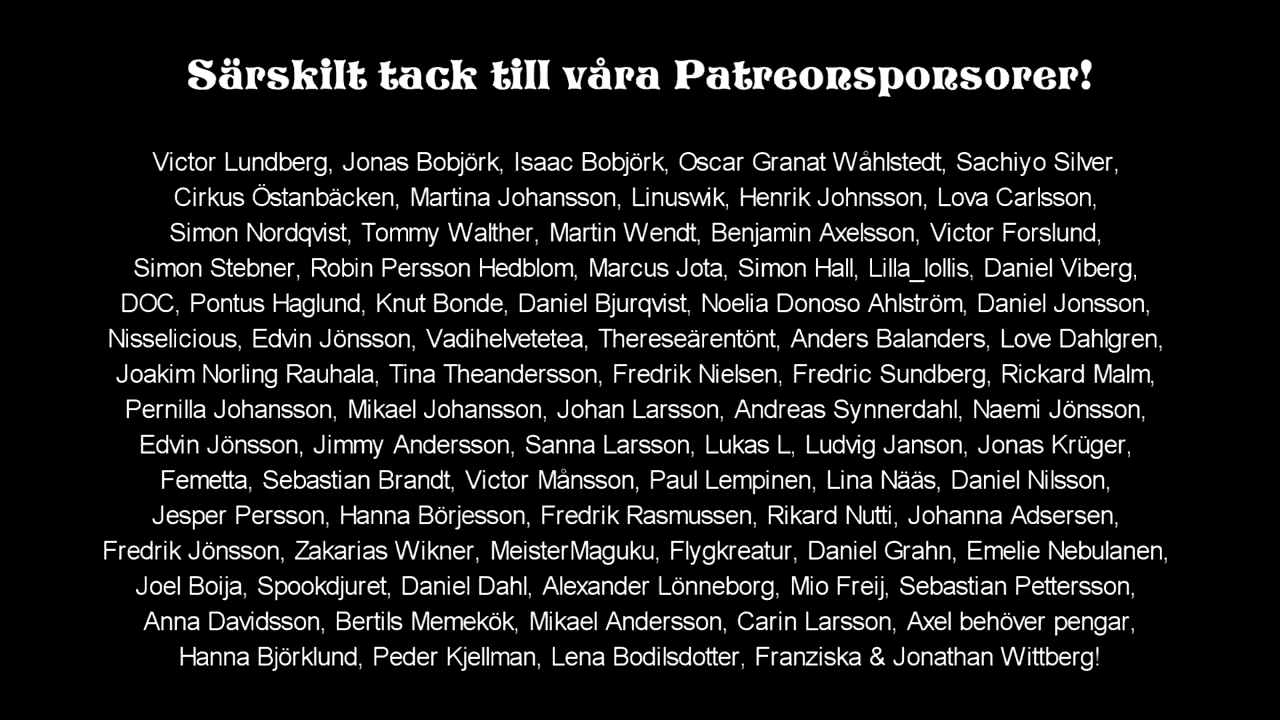 Särskilt tack till våra Patreonsponsorer!
Victor Lundberg, Jonas Bobjörk, Isaac Bobjörk, Oscar Granat Wåhlstedt, Sachiyo Silver,
Cirkus Östanbäcken, Martina Johansson, Linuswik, Henrik Johnsson, Lova Carlsson,
Simon Nordqvist, Tommy Walther, Martin Wendt, Benjamin Axelsson, Victor Forslund,
Simon Stebner, Robin Persson Hedblom, Marcus Jota, Simon Hall, Lilla_lollis, Daniel Viberg,
DOC, Pontus Haglund, Knut Bonde, Daniel Bjurqvist, Noelia Donoso Ahlström, Daniel Jonsson,
Nisselicious, Edvin Jönsson, Vadihelvetetea, Thereseärentönt, Anders Balanders, Love Dahlgren,
Joakim Norling Rauhala, Tina Theandersson, Fredrik Nielsen, Fredric Sundberg, Rickard Malm,
Pernilla Johansson, Mikael Johansson, Johan Larsson, Andreas Synnerdahl, Naemi Jönsson,
Edvin Jönsson, Jimmy Andersson, Sanna Larsson, Lukas L, Ludvig Janson, Jonas Krüger,
Femetta, Sebastian Brandt, Victor Månsson, Paul Lempinen, Lina Nääs, Daniel Nilsson,
Jesper Persson, Hanna Börjesson, Fredrik Rasmussen, Rikard Nutti, Johanna Adsersen,
Fredrik Jönsson, Zakarias Wikner, MeisterMaguku, Flygkreatur, Daniel Grahn, Emelie Nebulanen,
Joel Boija, Spookdjuret, Daniel Dahl, Alexander Lönneborg, Mio Freij, Sebastian Pettersson,
Anna Davidsson, Bertils Memekök, Mikael Andersson, Carin Larsson, Axel behöver pengar,
Hanna Björklund, Peder Kjellman, Lena Bodilsdotter, Franziska & Jonathan Wittberg!